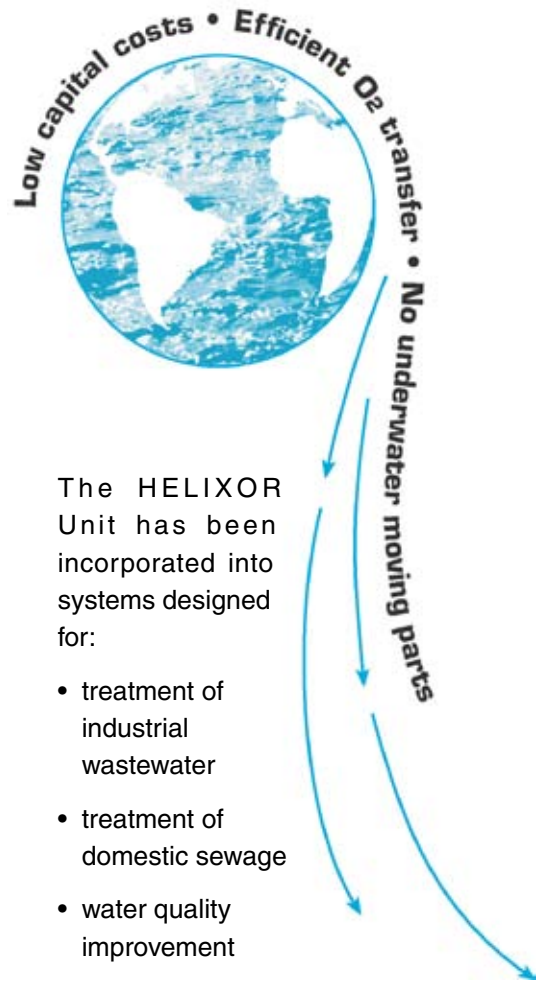 Low capital costs • Efficient O2 transfer • No underwater moving parts
The HELIXOR
Unit has been
incorporated into
systems designed
for:
• treatment of
industrial
wastewater
• treatment of
domestic sewage
• water quality
improvement